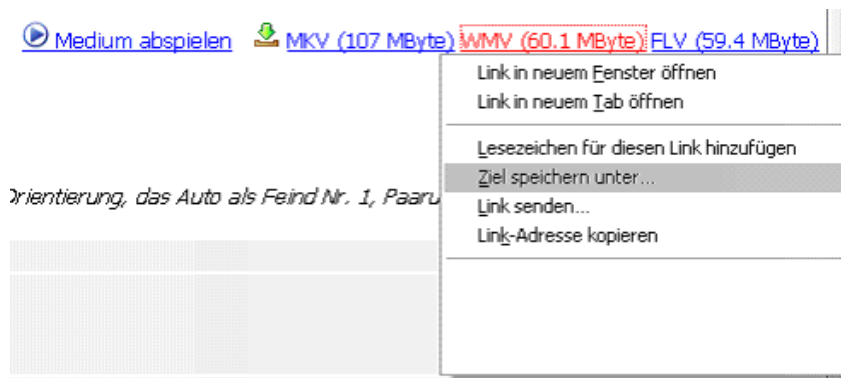 Medium abspielen MKV (107 MByte) WMV (60.1 MByte) FLV (59.4 MByte)
Link in neuem Fenster öffnen
Link in neuem Tab öffnen
Lesezeichen für diesen Link hinzufügen
Ziel speichern unter...
Orientierung, das Auto als Feind Nr. 1, Paaru
Link senden...
Link-Adresse kopieren